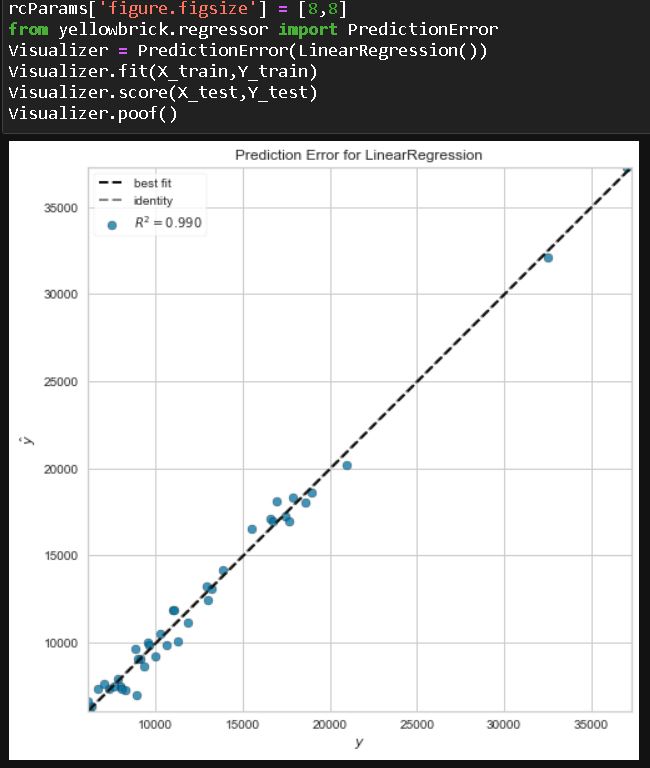 rcParams['figure.figsize'] = [8,8]
from yellowbrick.regressor import PredictionError
Visualizer = PredictionError(LinearRegression())
Visualizer.fit(X_train,Y_train)
Visualizer.score(X_test,Y_test)
Visualizer.poof()
Prediction Error for LinearRegression
best fit
identity
R² = 0.990
35000
30000
25000
20000
15000
10000
ŷ
10000 15000 20000 25000 30000 35000
y